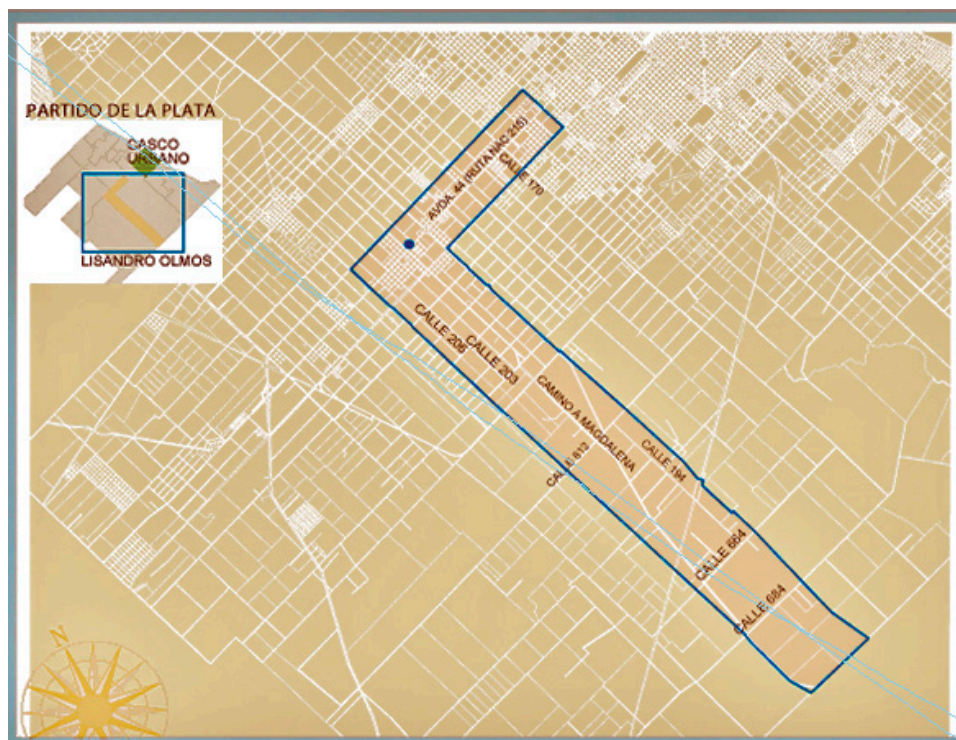 PARTIDO DE LA PLATA
CASCO
URBANO
LISANDRO OLMOS
AVDA. 44 (RUTA NAC 215)
CALLE 170
CALLE 206
CALLE 203
CAMINO A MAGDALENA
CALLE 194
CALLE 612
CALLE 664
CALLE 684
N